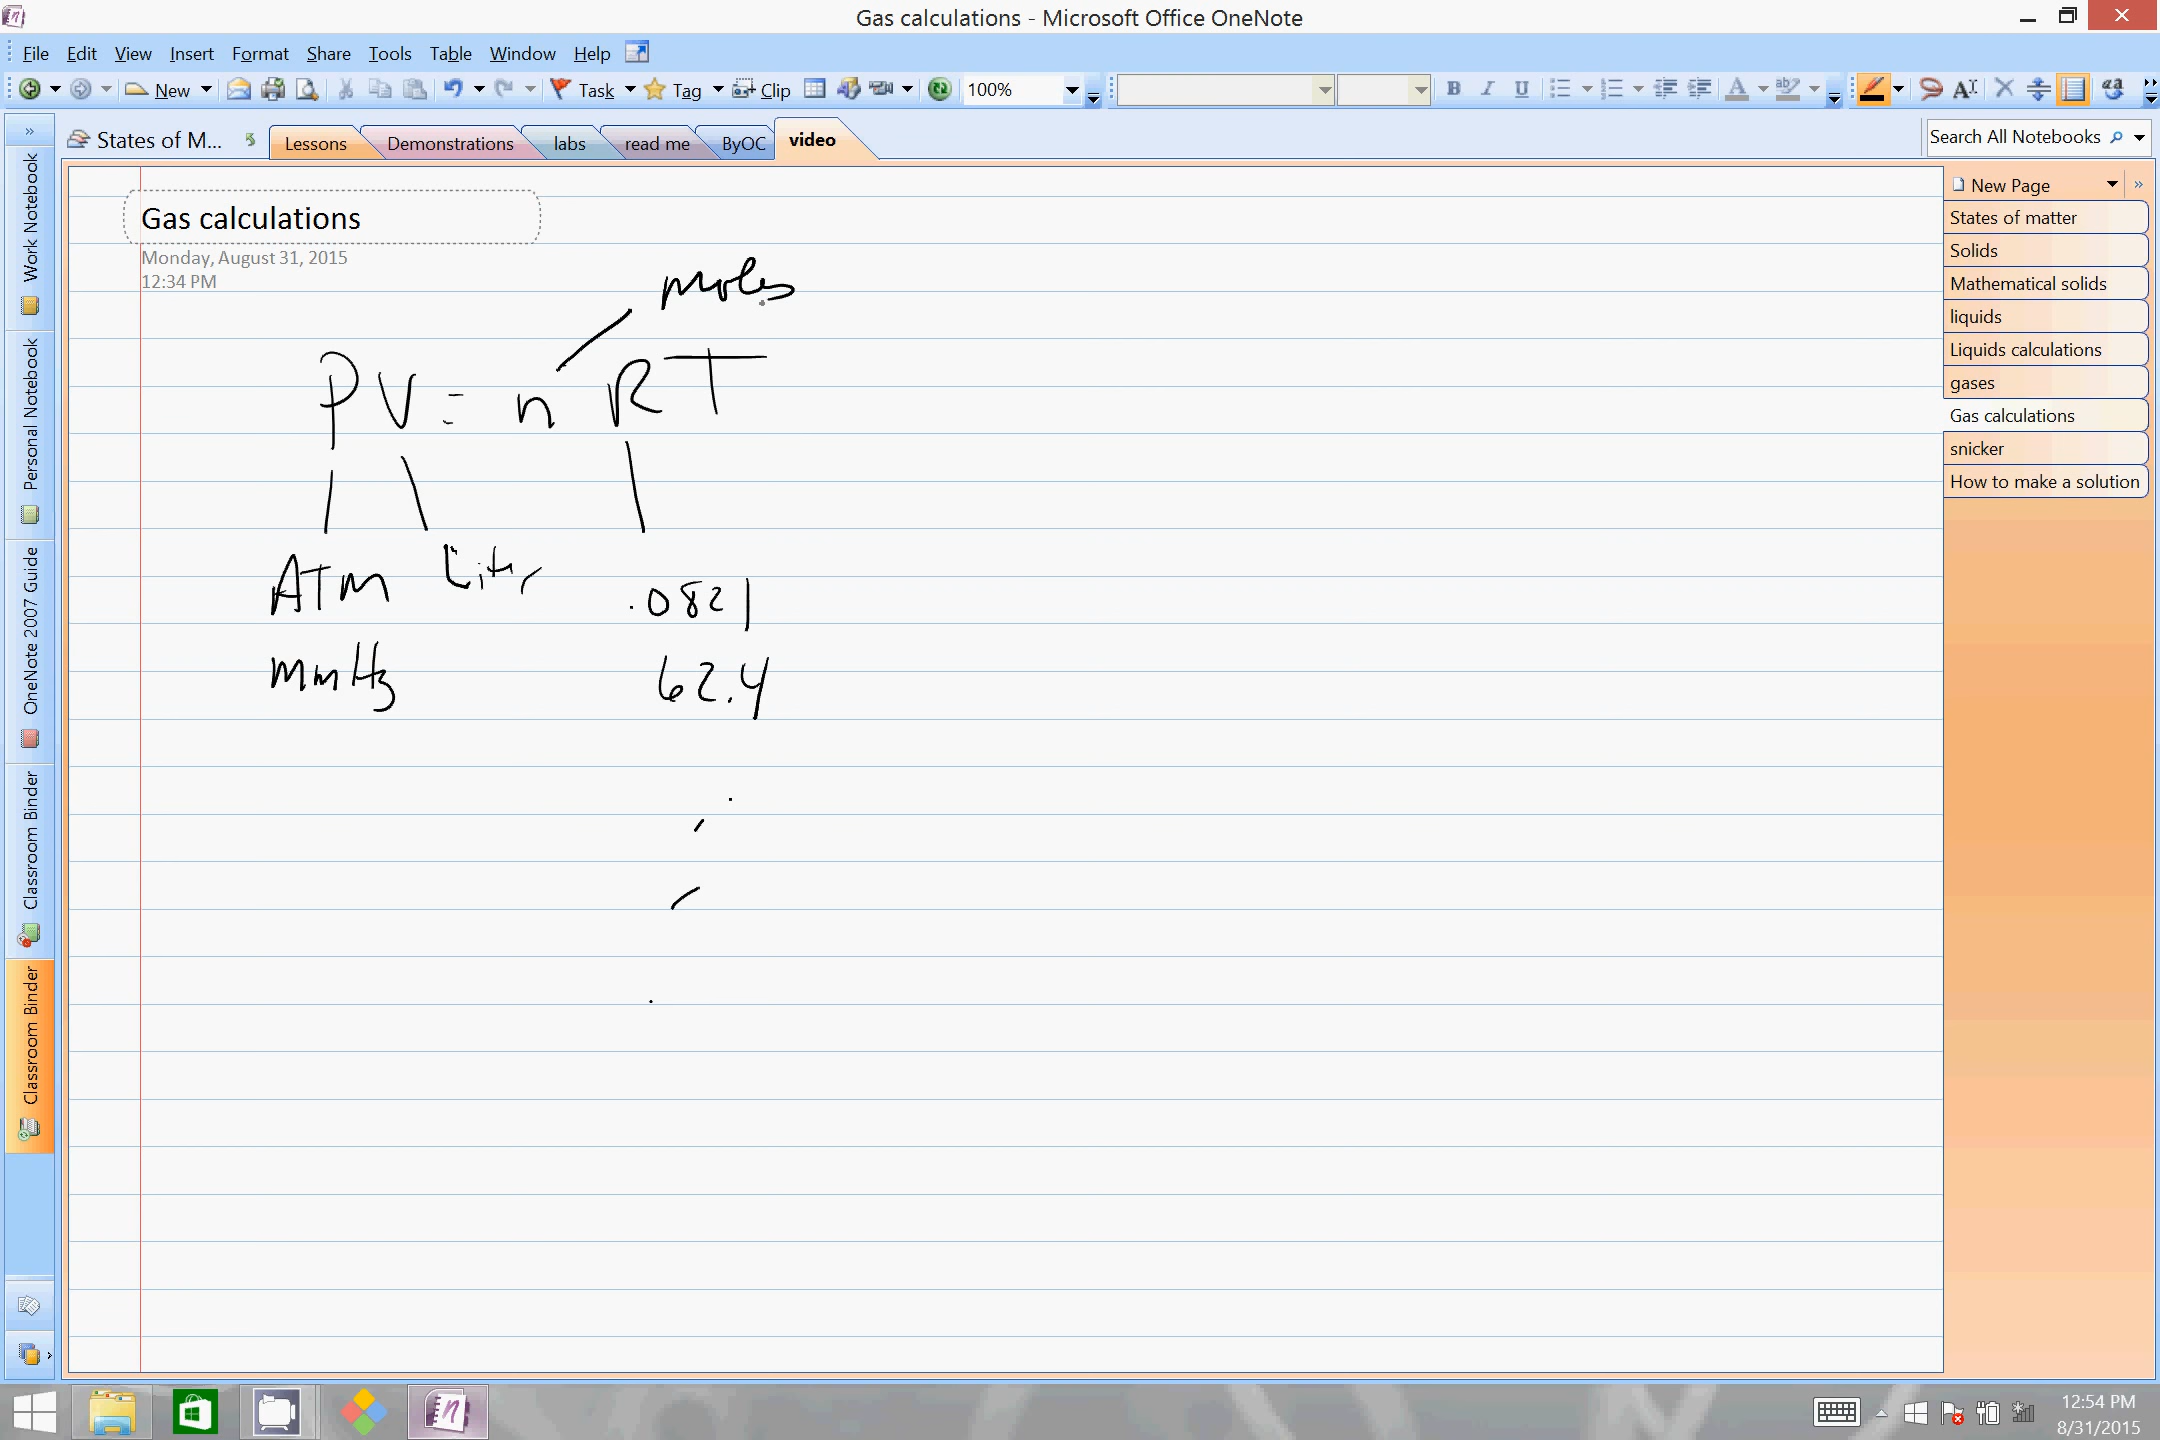 Gas calculations - Microsoft Office OneNote
File Edit View Insert Format Share Tools Table Window Help
New Task Tag Clip 100% B I U
States of M... Lessons Demonstrations labs read me ByOC video
Search All Notebooks
Work Notebook
Personal Notebook
OneNote 2007 Guide
Classroom Binder
Classroom Binder
Gas calculations
Monday, August 31, 2015
12:34 PM
moles
PV = nRT
ATM Liter .0821
mmHg 62.4
New Page
States of matter
Solids
Mathematical solids
liquids
Liquids calculations
gases
Gas calculations
snicker
How to make a solution
12:54 PM
8/31/2015